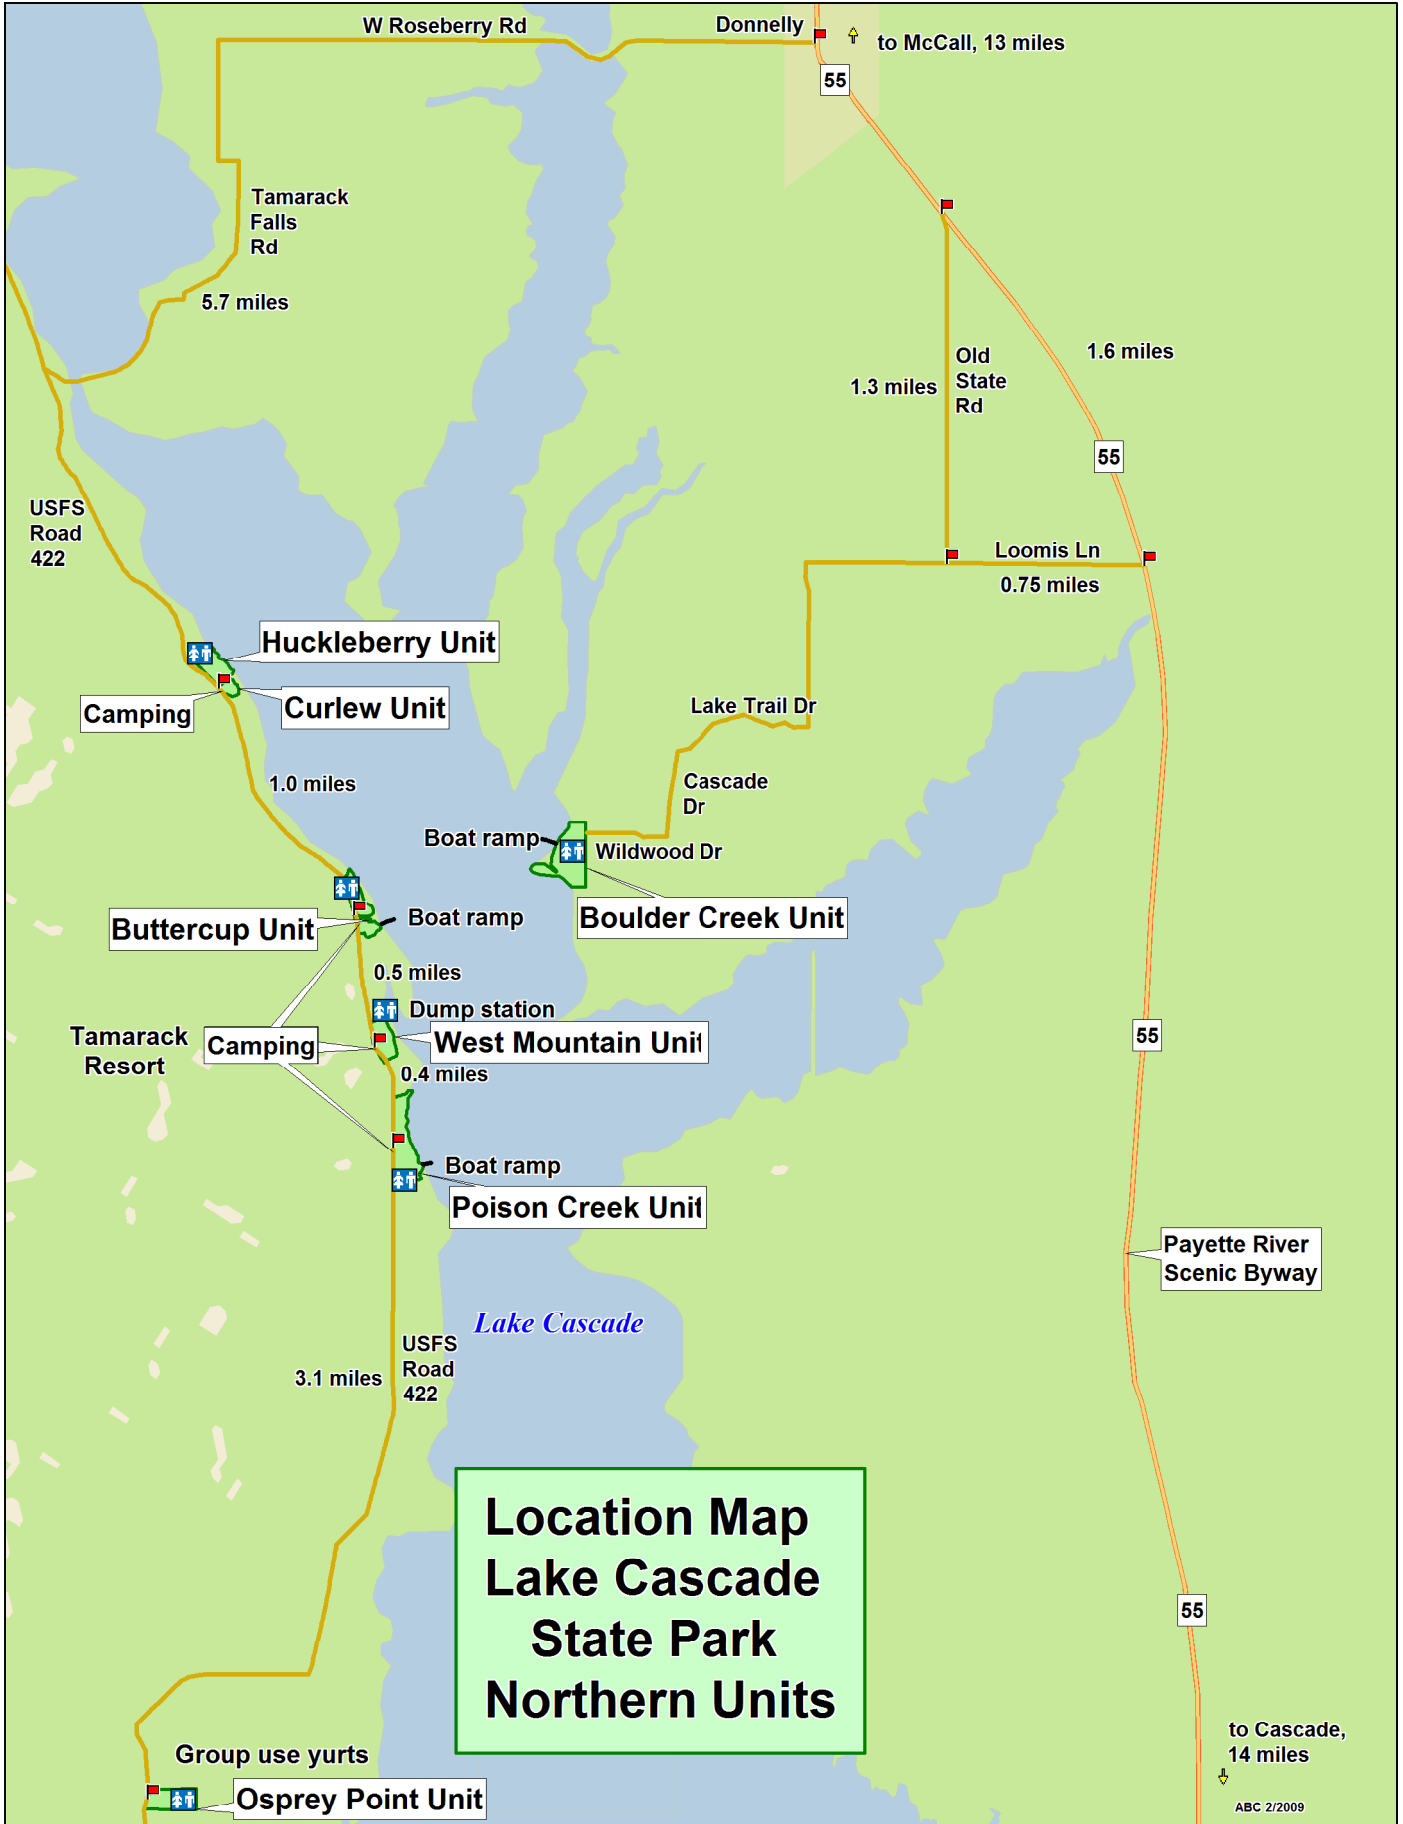 W Roseberry Rd
Donnelly
to McCall, 13 miles
55
Tamarack
Falls
Rd
5.7 miles
1.6 miles
Old
State
Rd
1.3 miles
55
USFS
Road
422
Loomis Ln
0.75 miles
Huckleberry Unit
Curlew Unit
Camping
Lake Trail Dr
1.0 miles
Cascade
Dr
Boat ramp
Wildwood Dr
Boulder Creek Unit
Boat ramp
Buttercup Unit
0.5 miles
Dump station
Tamarack
Resort
Camping
West Mountain Unit
55
0.4 miles
Boat ramp
Poison Creek Unit
Payette River
Scenic Byway
Lake Cascade
USFS
Road
422
3.1 miles
Location Map
Lake Cascade
State Park
Northern Units
55
to Cascade,
14 miles
Group use yurts
Osprey Point Unit
ABC 2/2009